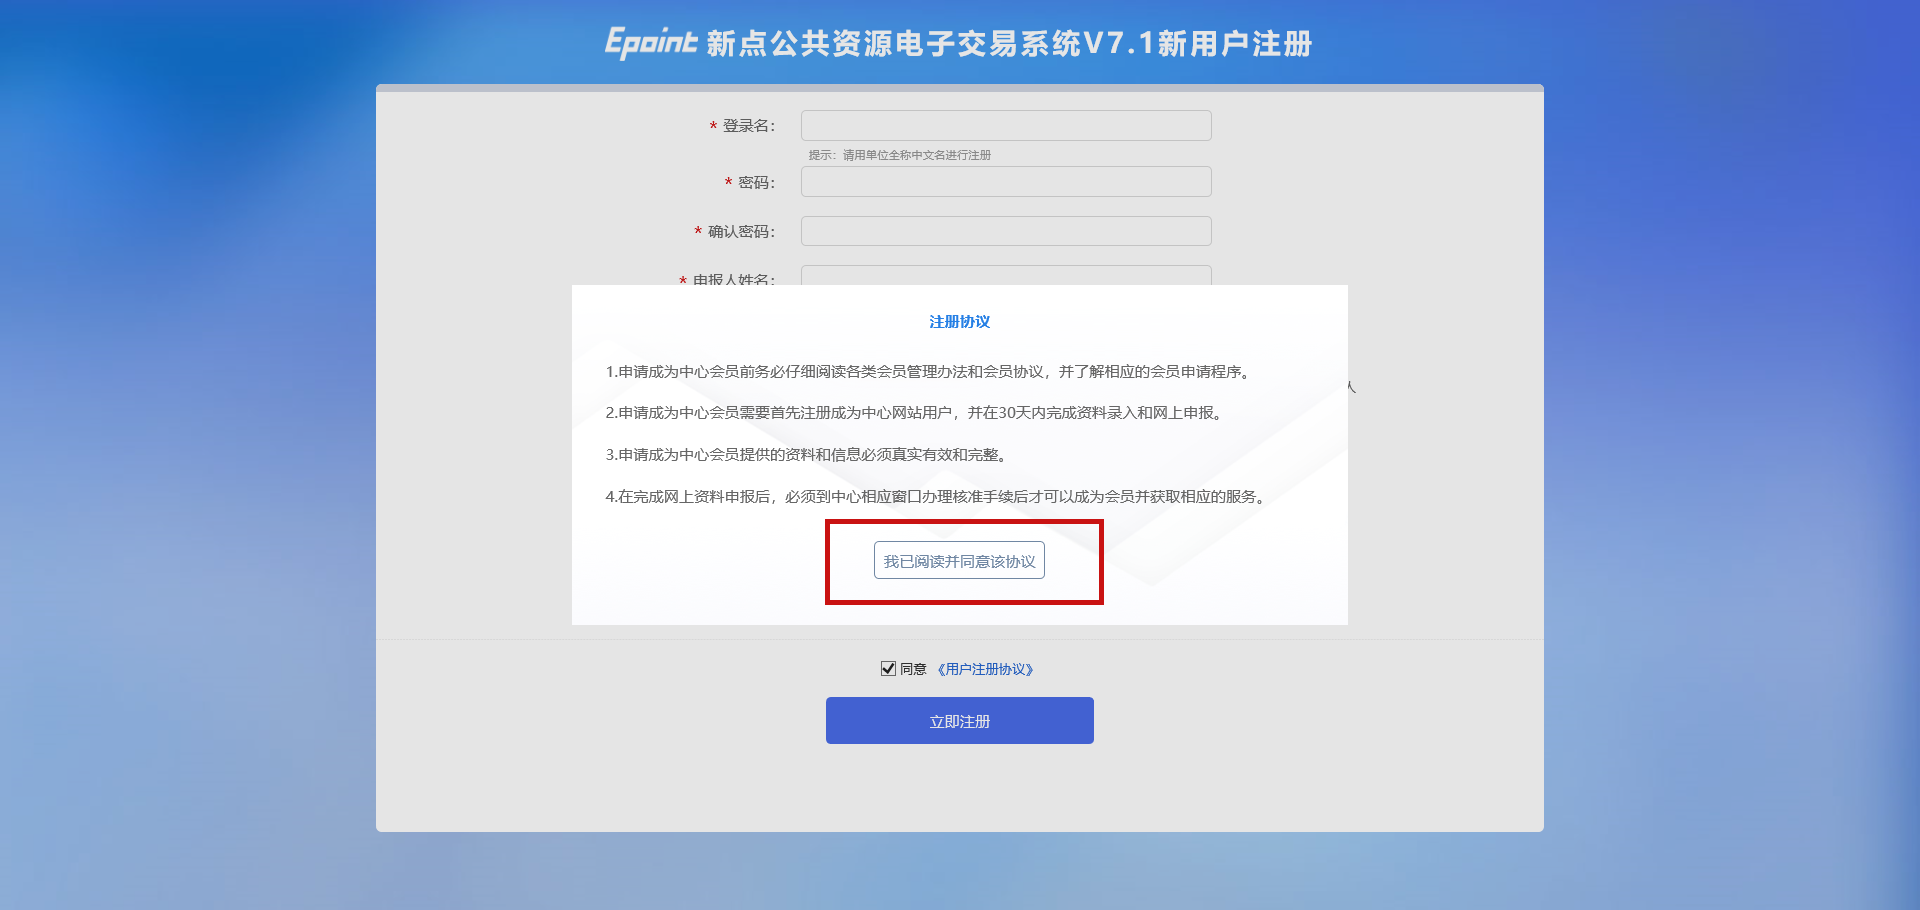 Epoint 新点公共资源电子交易系统V7.1新用户注册
* 登录名：
提示：请用单位全称中文名进行注册
* 密码：
* 确认密码：
* 申报人姓名：
注册协议
1.申请成为中心会员前务必仔细阅读各类会员管理办法和会员协议，并了解相应的会员申请程序。
人
2.申请成为中心会员需要首先注册成为中心网站用户，并在30天内完成资料录入和网上申报。
3.申请成为中心会员提供的资料和信息必须真实有效和完整。
4.在完成网上资料申报后，必须到中心相应窗口办理核准手续后才可以成为会员并获取相应的服务。
我已阅读并同意该协议
同意 《用户注册协议》
立即注册